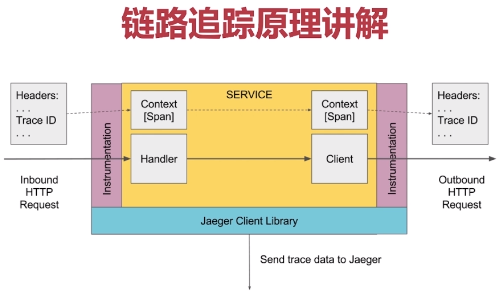 链路追踪原理讲解
Headers:
. . .
Trace ID
. . .
Inbound
HTTP
Request
Instrumentation
SERVICE
Context
[Span]
Handler
Context
[Span]
Client
Instrumentation
Jaeger Client Library
Headers:
. . .
Trace ID
. . .
Outbound
HTTP
Request
Send trace data to Jaeger